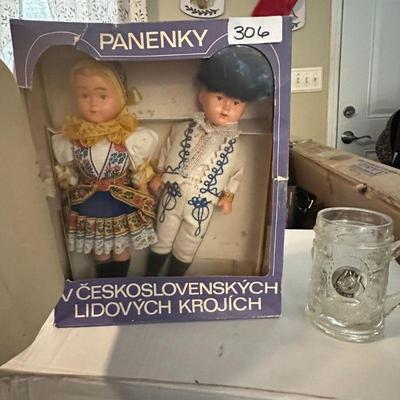 PANENKY
306
V ČESKOSLOVENSKÝCH
LIDOVÝCH KROJÍCH